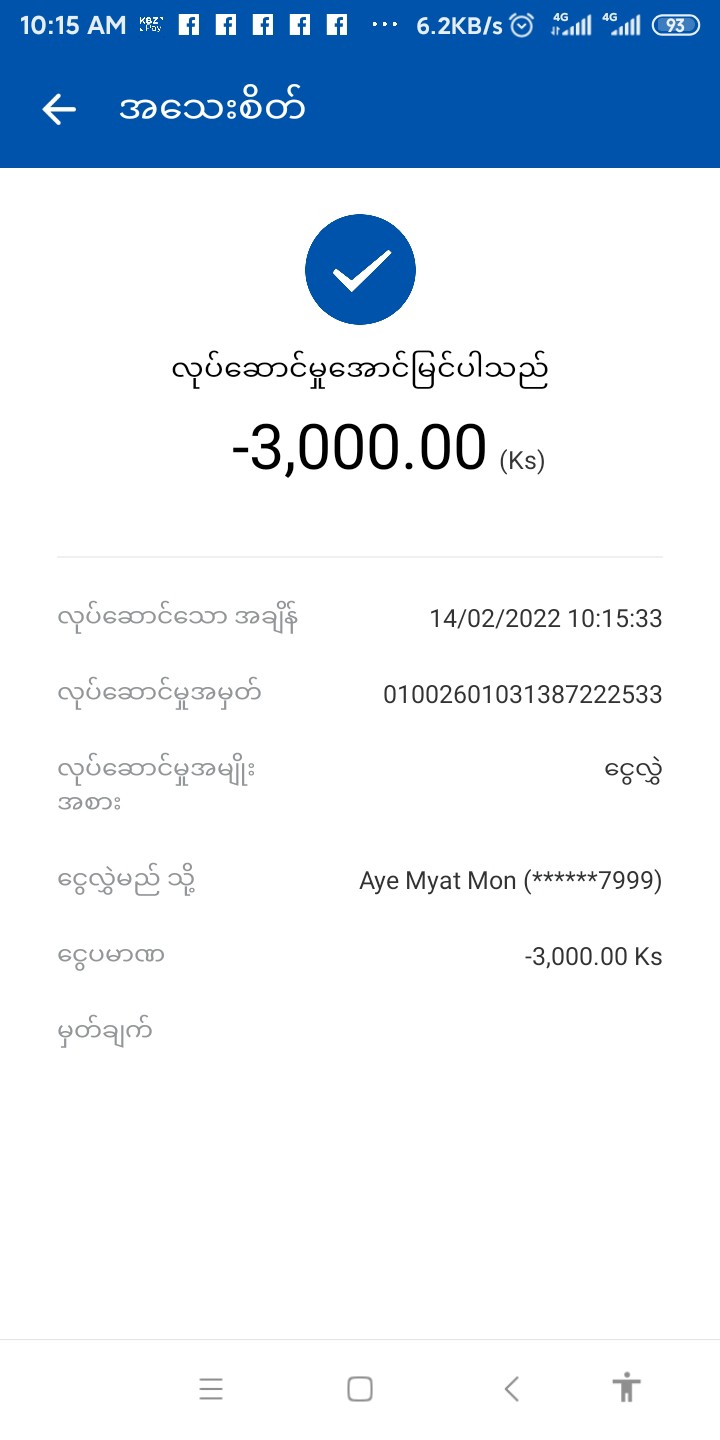 10:15 AM KBZ Pay 6.2KB/s 4G 4G 93
အသေးစိတ်
လုပ်ဆောင်မှုအောင်မြင်ပါသည်
-3,000.00 (Ks)
လုပ်ဆောင်သော အချိန် 14/02/2022 10:15:33
လုပ်ဆောင်မှုအမှတ် 01002601031387222533
လုပ်ဆောင်မှုအမျိုး ငွေလွှဲ
အစား
ငွေလွှဲမည် သို့ Aye Myat Mon (******7999)
ငွေပမာဏ -3,000.00 Ks
မှတ်ချက်